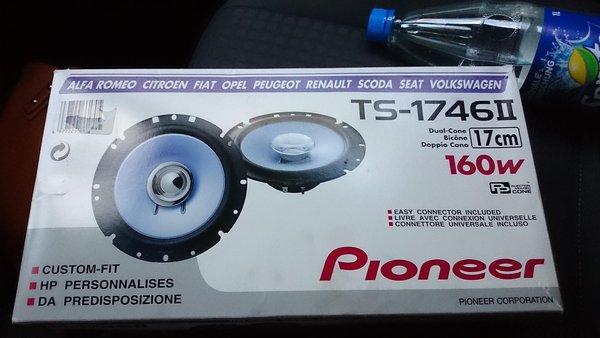 ALFA ROMEO CITROEN FIAT OPEL PEUGEOT RENAULT SCODA SEAT VOLKSWAGEN
TS-1746II
Dual-Cone
Bicône
Doppio Cono
17cm
160w
CONE
■ EASY CONNECTOR INCLUDED
■ LIVRE AVEC CONNEXION UNIVERSELLE
■ CONNETTORE UNIVERSALE INCLUSO
Pioneer
■ CUSTOM-FIT
■ HP PERSONNALISES
■ DA PREDISPOSIZIONE
PIONEER CORPORATION